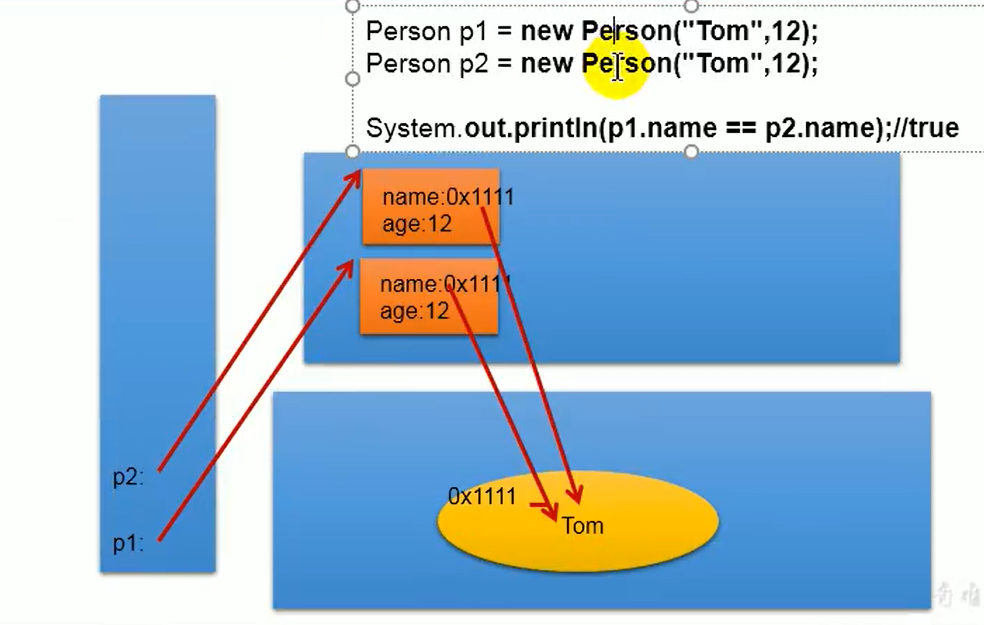 Person p1 = new Person("Tom",12);
Person p2 = new Person("Tom",12);
System.out.println(p1.name == p2.name);//true
name:0x1111
age:12
name:0x1111
age:12
p2:
p1:
0x1111
Tom